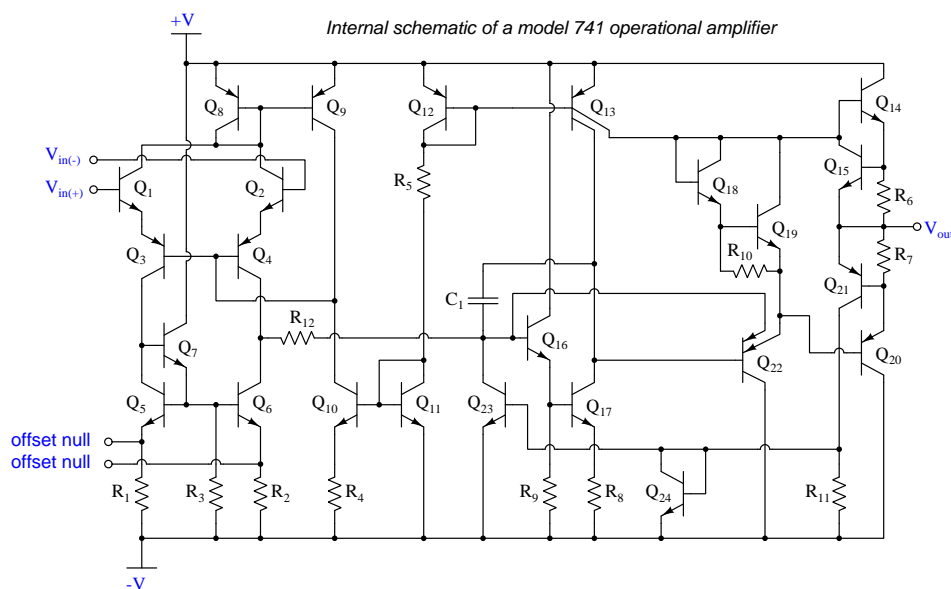 Internal schematic of a model 741 operational amplifier
+V
Q8
Q9
Q12
Q13
Q14
Vin(-)
Vin(+)
Q1
Q2
R5
Q18
Q15
R6
Q19
Vout
Q3
Q4
R10
R7
C1
Q21
R12
Q7
Q16
Q22
Q20
Q5
Q6
Q10
Q11
Q23
Q17
offset null
offset null
R1
R3
R2
R4
R9
R8
Q24
R11
-V